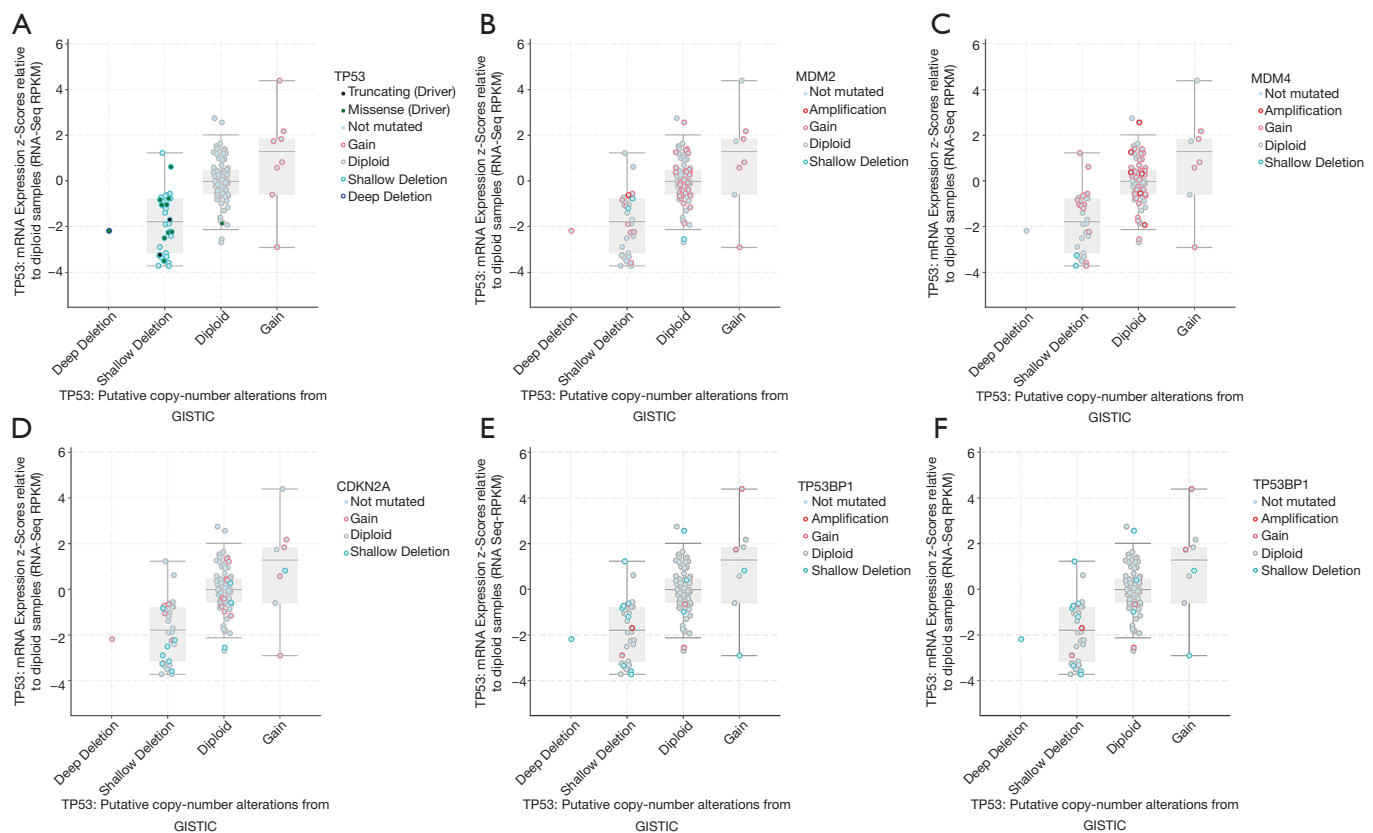 A
TP53: mRNA Expression z-Scores relative
to diploid samples (RNA-Seq RPKM)
6
4
2
0
−2
−4
Deep Deletion
Shallow Deletion
Diploid
Gain
TP53: Putative copy-number alterations from
GISTIC
TP53
Truncating (Driver)
Missense (Driver)
Not mutated
Gain
Diploid
Shallow Deletion
Deep Deletion
B
TP53: mRNA Expression z-Scores relative
to diploid samples (RNA-Seq RPKM)
6
4
2
0
−2
−4
Deep Deletion
Shallow Deletion
Diploid
Gain
TP53: Putative copy-number alterations from
GISTIC
MDM2
Not mutated
Amplification
Gain
Diploid
Shallow Deletion
C
TP53: mRNA Expression z-Scores relative
to diploid samples (RNA-Seq RPKM)
6
4
2
0
−2
−4
Deep Deletion
Shallow Deletion
Diploid
Gain
TP53: Putative copy-number alterations from
GISTIC
MDM4
Not mutated
Amplification
Gain
Diploid
Shallow Deletion
D
TP53: mRNA Expression z-Scores relative
to diploid samples (RNA-Seq RPKM)
6
4
2
0
−2
−4
Deep Deletion
Shallow Deletion
Diploid
Gain
TP53: Putative copy-number alterations from
GISTIC
CDKN2A
Not mutated
Gain
Diploid
Shallow Deletion
E
TP53: mRNA Expression z-Scores relative
to diploid samples (RNA-Seq-RPKM)
6
4
2
0
−2
−4
Deep Deletion
Shallow Deletion
Diploid
Gain
TP53: Putative copy-number alterations from
GISTIC
TP53BP1
Not mutated
Amplification
Gain
Diploid
Shallow Deletion
F
TP53: mRNA Expression z-Scores relative
to diploid samples (RNA-Seq RPKM)
6
4
2
0
−2
−4
Deep Deletion
Shallow Deletion
Diploid
Gain
TP53: Putative copy-number alterations from
GISTIC
TP53BP1
Not mutated
Amplification
Gain
Diploid
Shallow Deletion